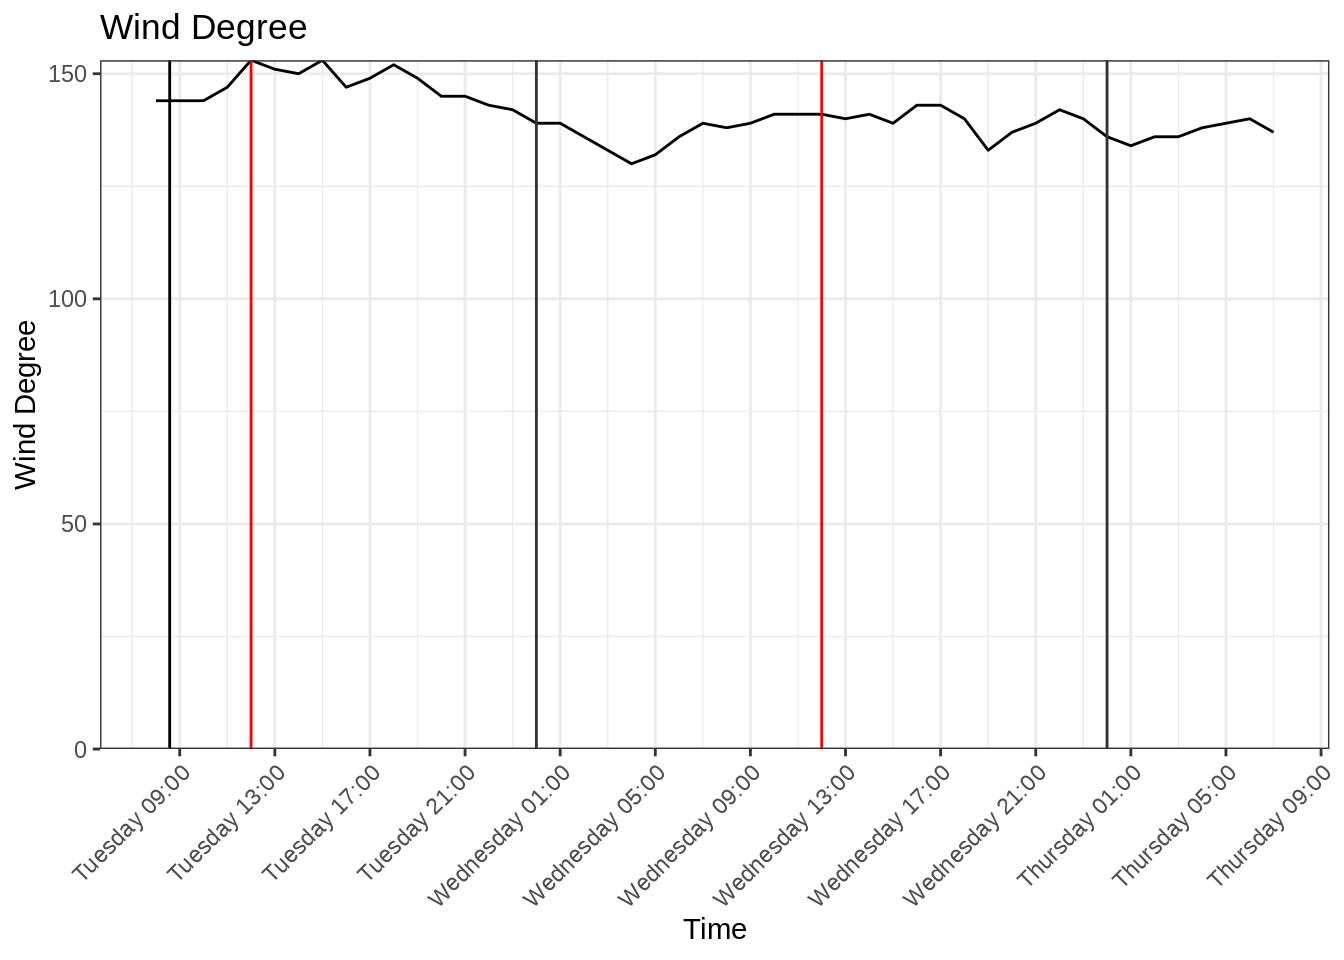 Wind Degree
150
100
50
0
Wind Degree
Tuesday 09:00
Tuesday 13:00
Tuesday 17:00
Tuesday 21:00
Wednesday 01:00
Wednesday 05:00
Wednesday 09:00
Wednesday 13:00
Wednesday 17:00
Wednesday 21:00
Thursday 01:00
Thursday 05:00
Thursday 09:00
Time